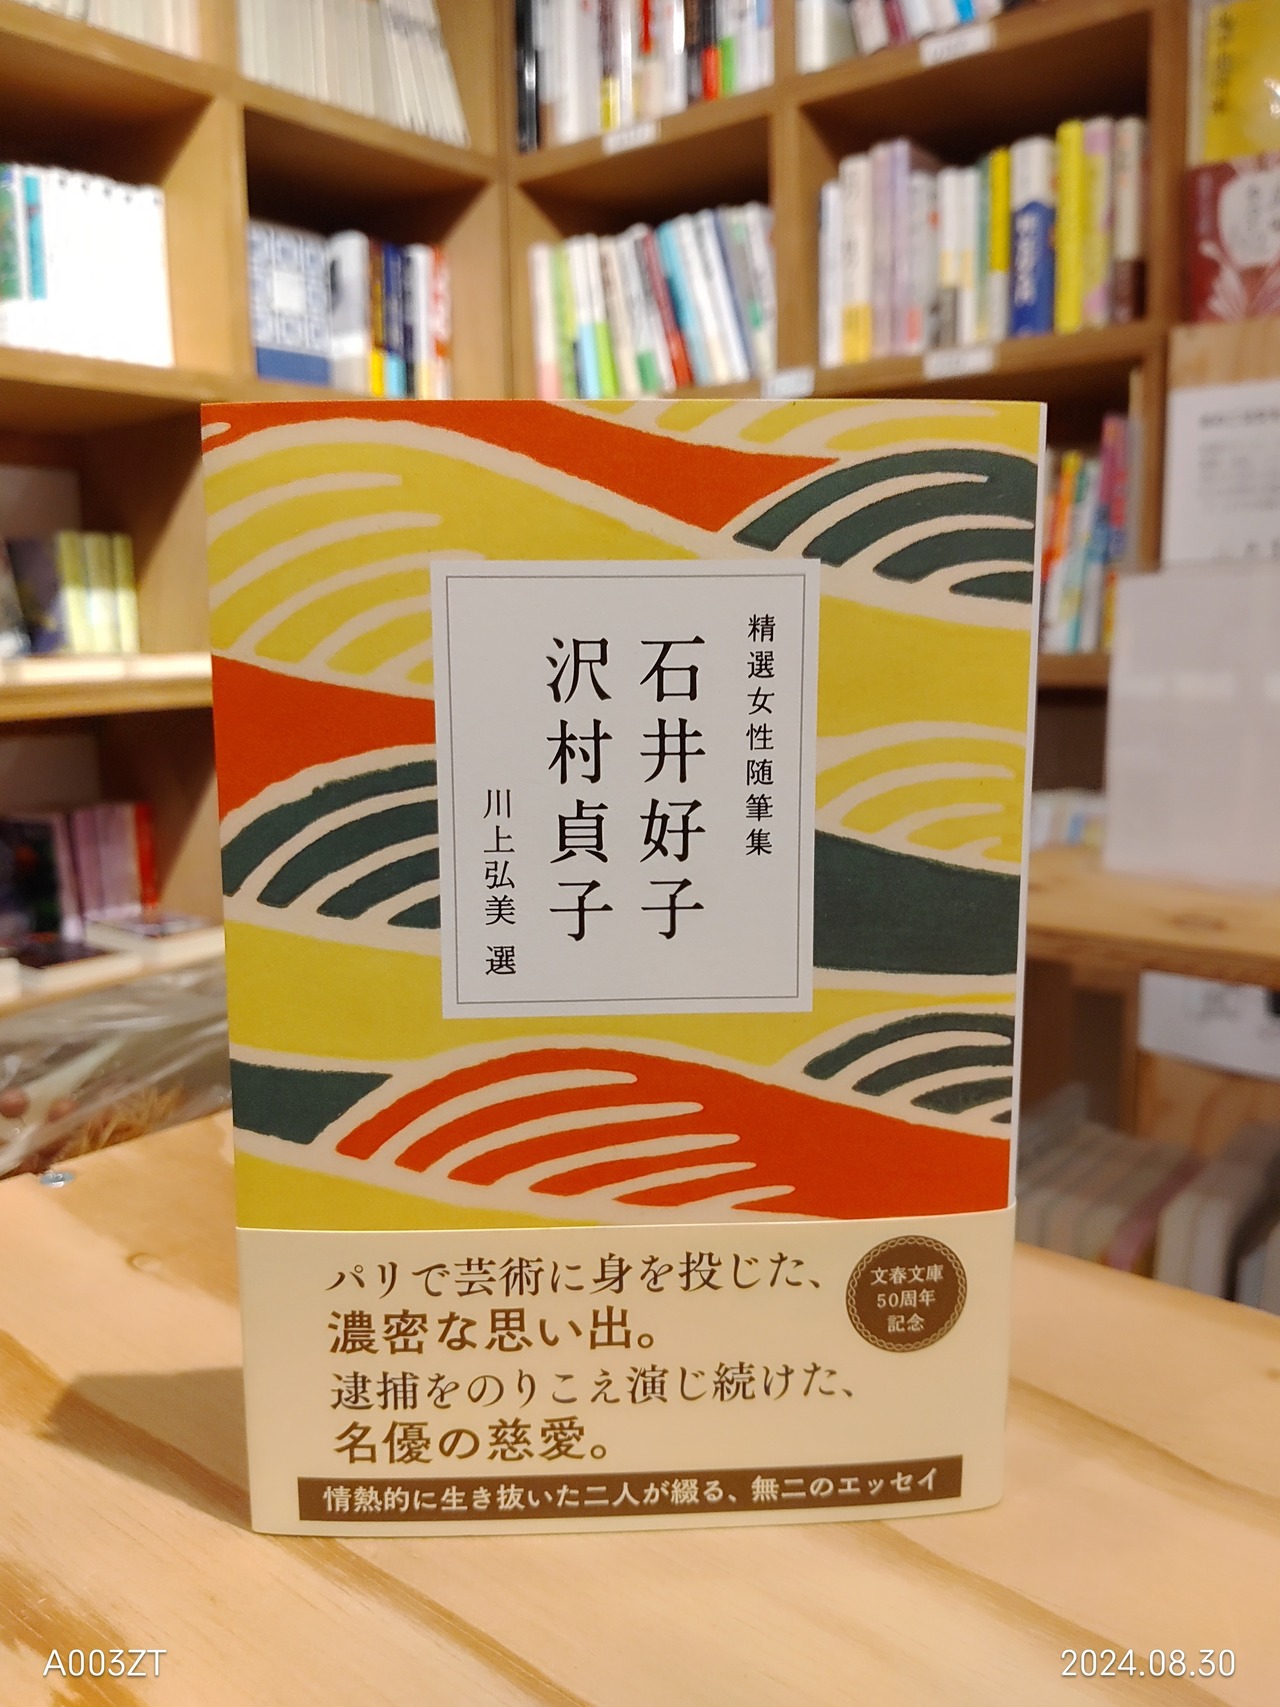 精選女性随筆集
石井好子
沢村貞子
川上弘美 選
パリで芸術に身を投じた、
濃密な思い出。
逮捕をのりこえ演じ続けた、
名優の慈愛。
文春文庫
50周年
記念
情熱的に生き抜いた二人が綴る、無二のエッセイ
A003ZT
2024.08.30